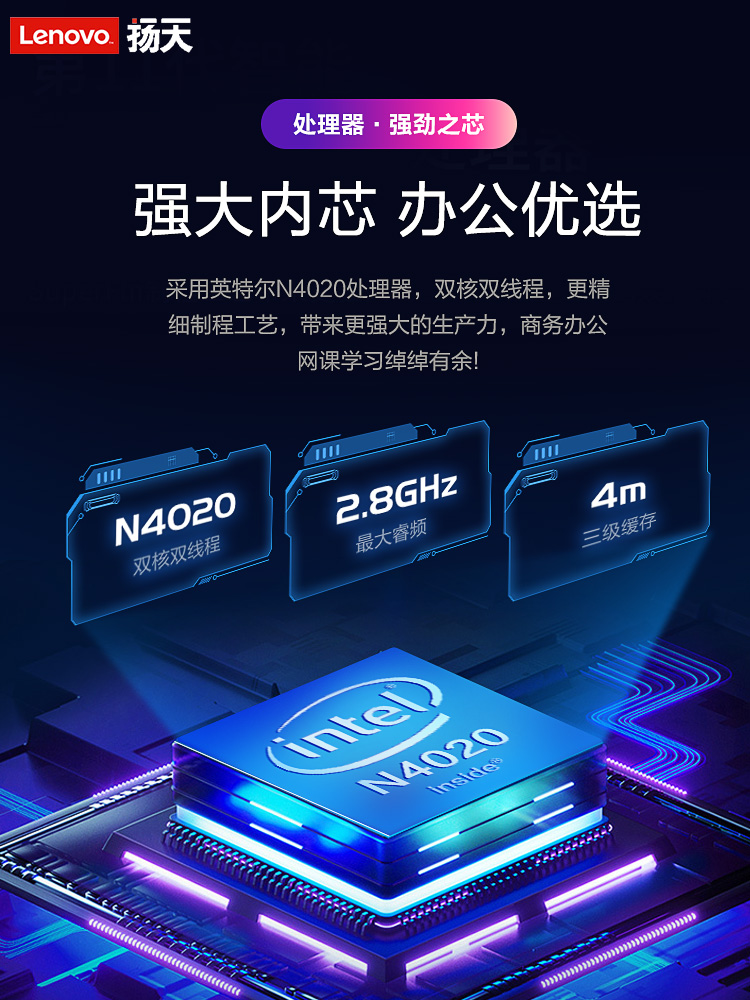 Lenovo 扬天
处理器·强劲之芯
强大内芯 办公优选
采用英特尔N4020处理器，双核双线程，更精
细制程工艺，带来更强大的生产力，商务办公
网课学习绰绰有余!
N4020
双核双线程
2.8GHz
最大睿频
4m
三级缓存
intel®
N4020
inside®